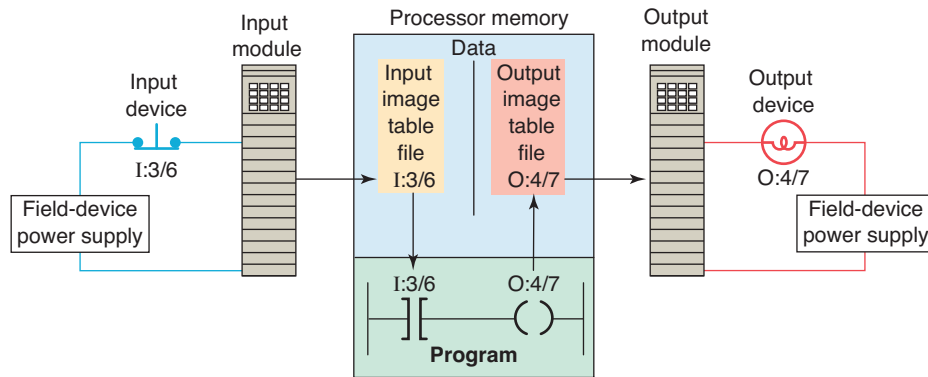 Processor memory
Input
module
Data
Output
module
Input
device
Input
image
table
file
I:3/6
Output
image
table
file
O:4/7
Output
device
I:3/6
O:4/7
Field-device
power supply
Field-device
power supply
I:3/6
O:4/7
Program